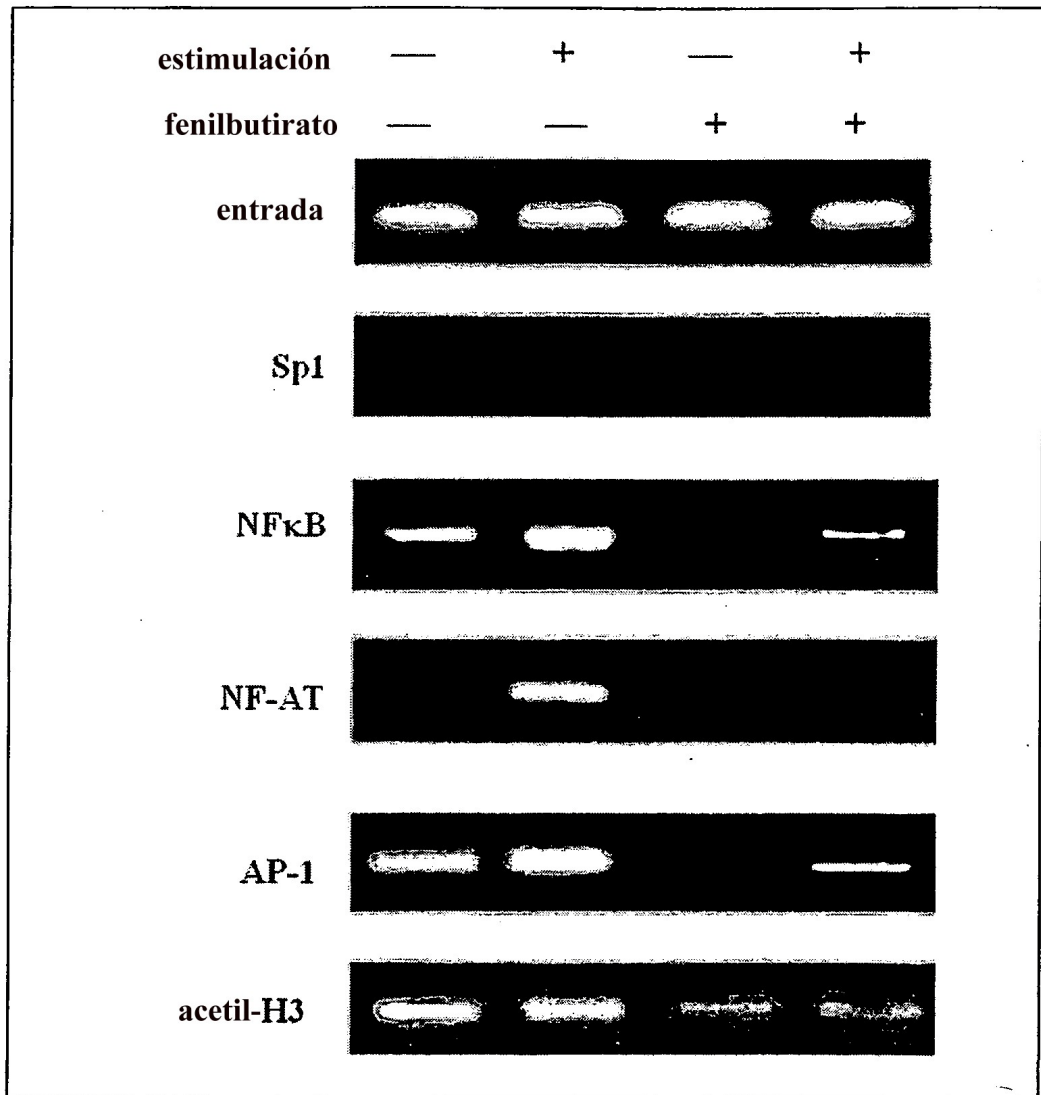 estimulación — + — +
fenilbutirato — — + +
entrada
Sp1
NFκB
NF-AT
AP-1
acetil-H3